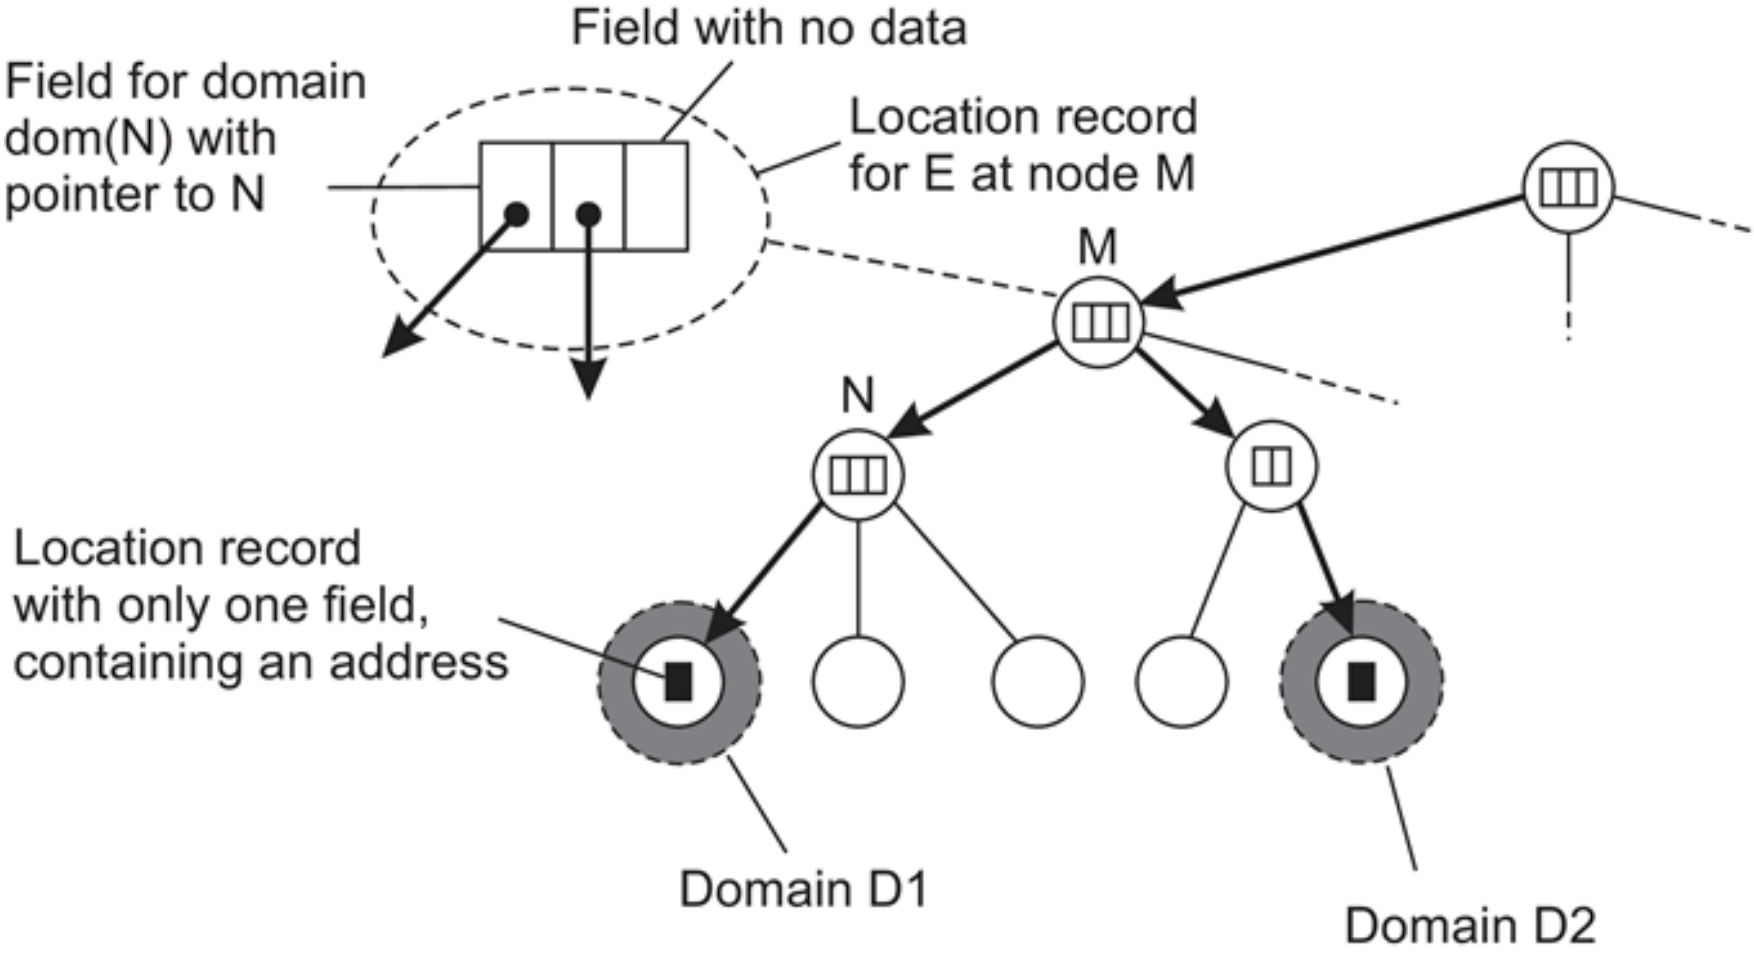 Field with no data
Field for domain
dom(N) with
pointer to N
Location record
for E at node M
M
N
Location record
with only one field,
containing an address
Domain D1
Domain D2